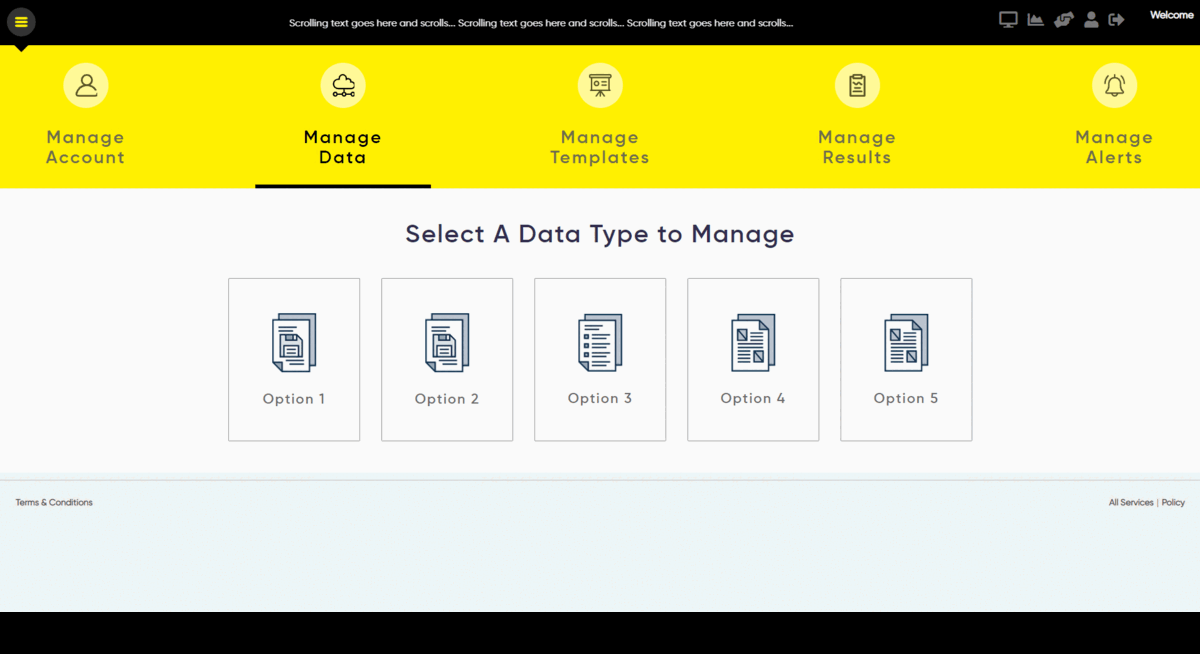 Scrolling text goes here and scrolls... Scrolling text goes here and scrolls... Scrolling text goes here and scrolls...
Welcome
Manage
Account
Manage
Data
Manage
Templates
Manage
Results
Manage
Alerts
Select A Data Type to Manage
Option 1
Option 2
Option 3
Option 4
Option 5
Terms & Conditions
All Services | Policy